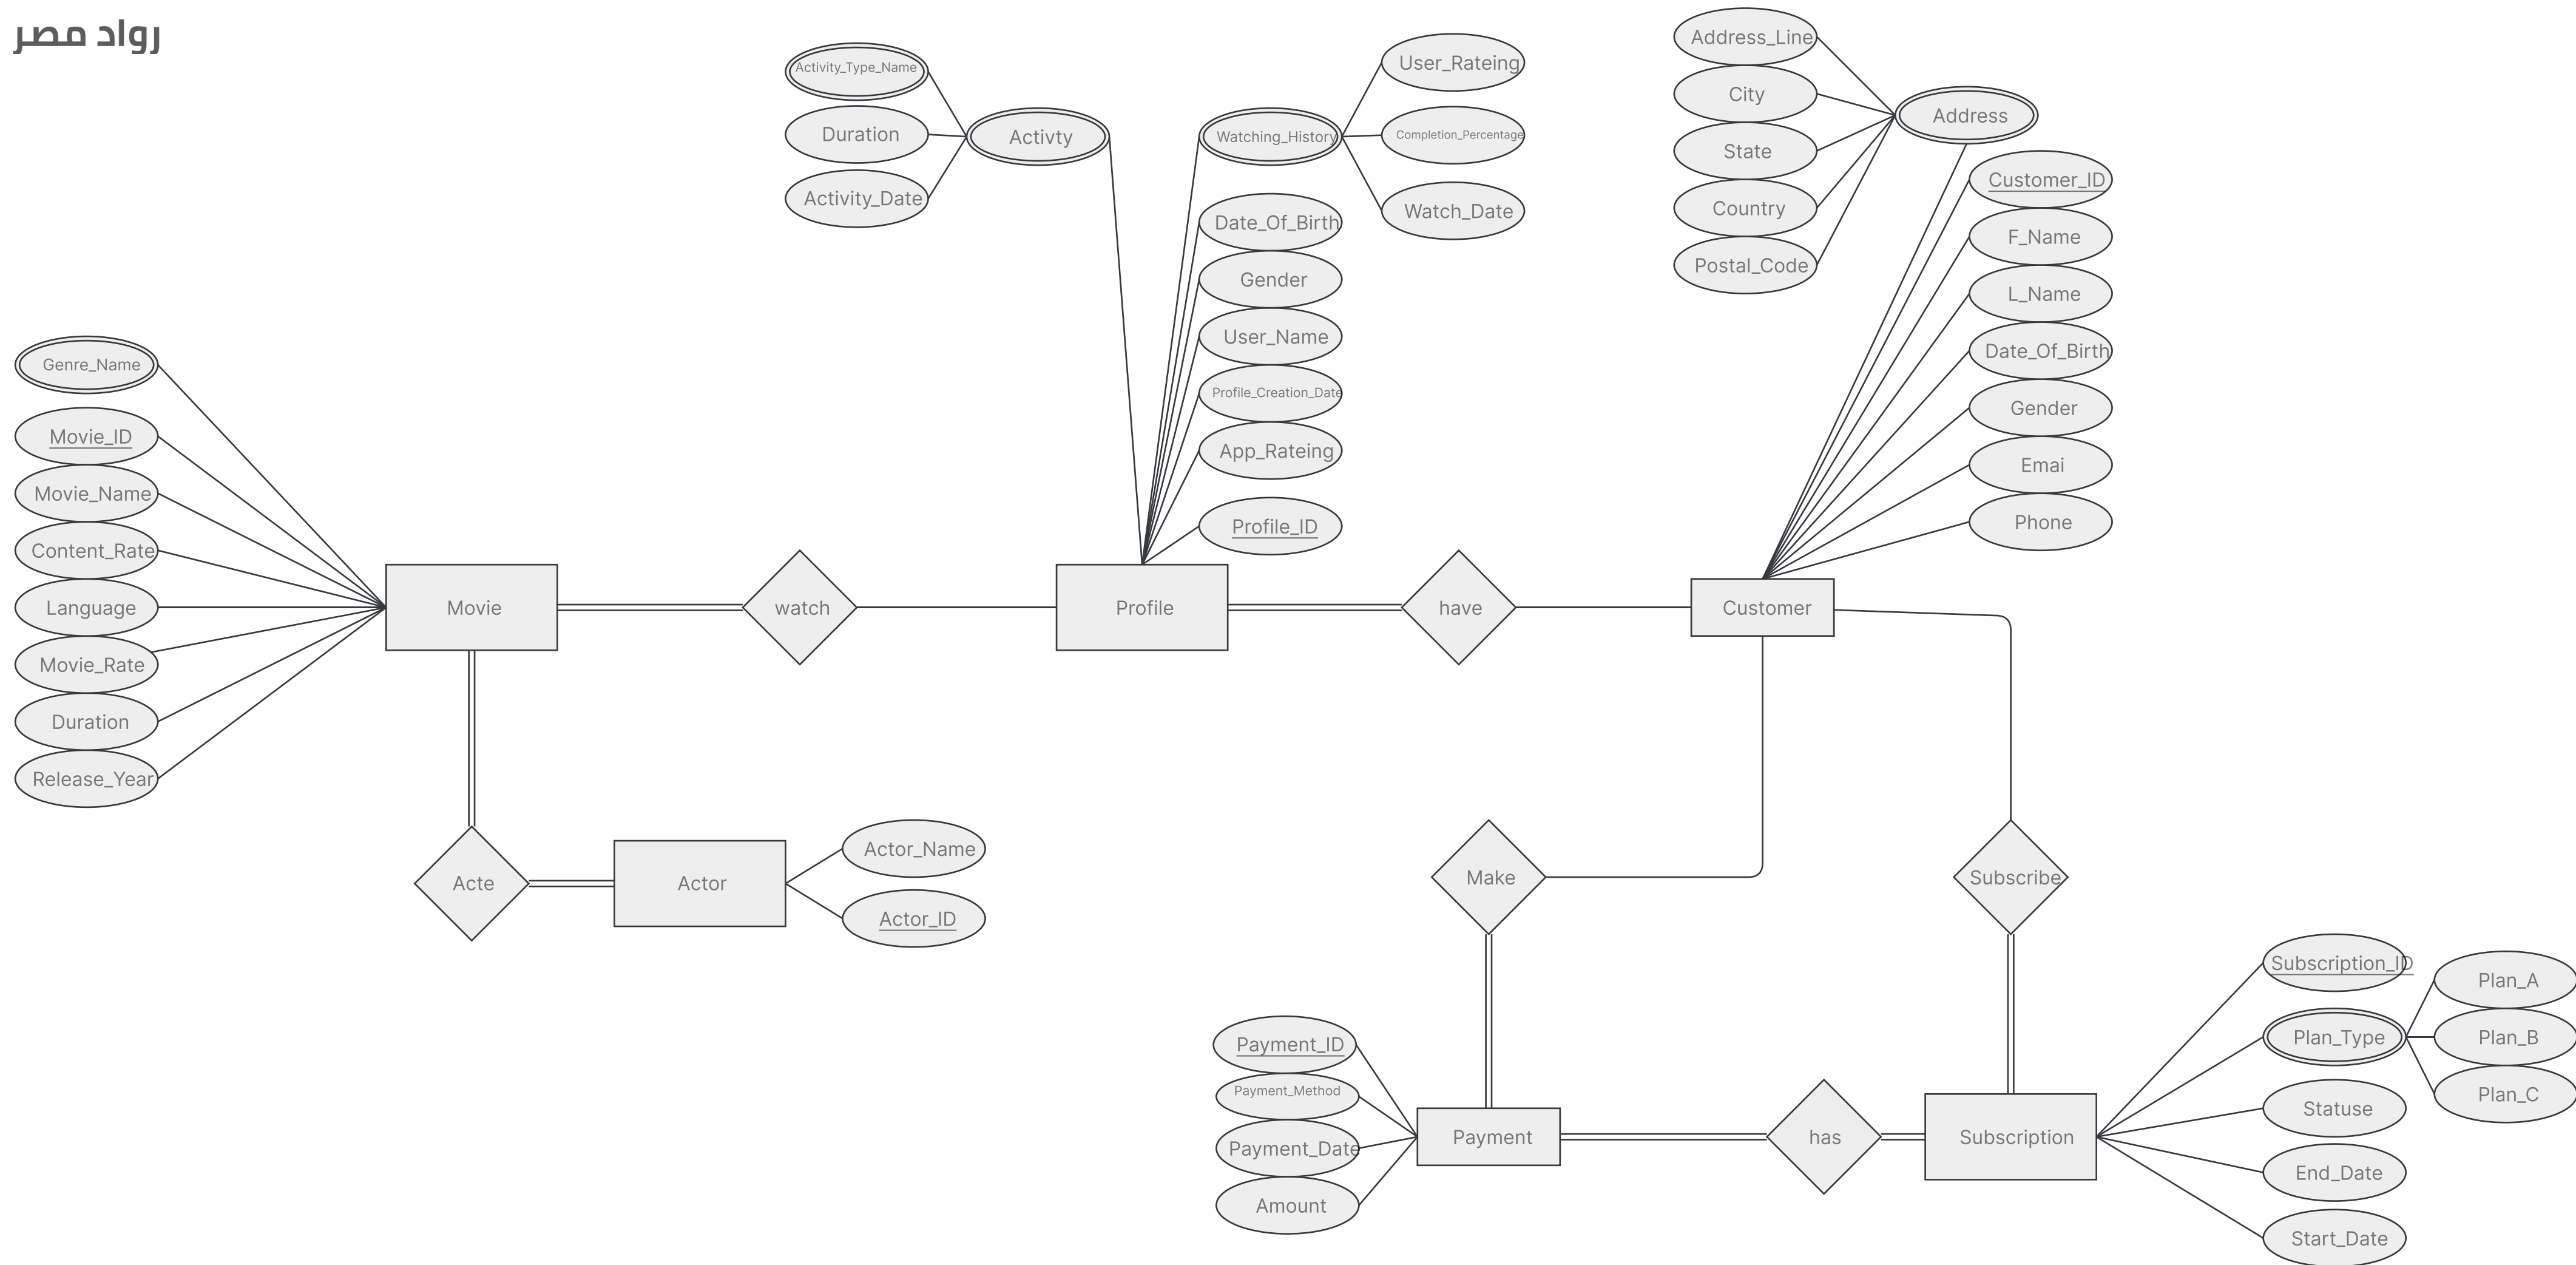 رواد مصر
Activity_Type_Name
Duration
Activity_Date
Activty
Watching_History
User_Rateing
Completion_Percentage
Watch_Date
Date_Of_Birth
Gender
User_Name
Profile_Creation_Date
App_Rateing
Profile_ID
Address_Line
City
State
Country
Postal_Code
Address
Customer_ID
F_Name
L_Name
Date_Of_Birth
Gender
Emai
Phone
Genre_Name
Movie_ID
Movie_Name
Content_Rate
Language
Movie_Rate
Duration
Release_Year
Movie
watch
Profile
have
Customer
Acte
Actor
Actor_Name
Actor_ID
Make
Subscribe
Payment_ID
Payment_Method
Payment_Date
Amount
Payment
has
Subscription
Subscription_ID
Plan_Type
Statuse
End_Date
Start_Date
Plan_A
Plan_B
Plan_C